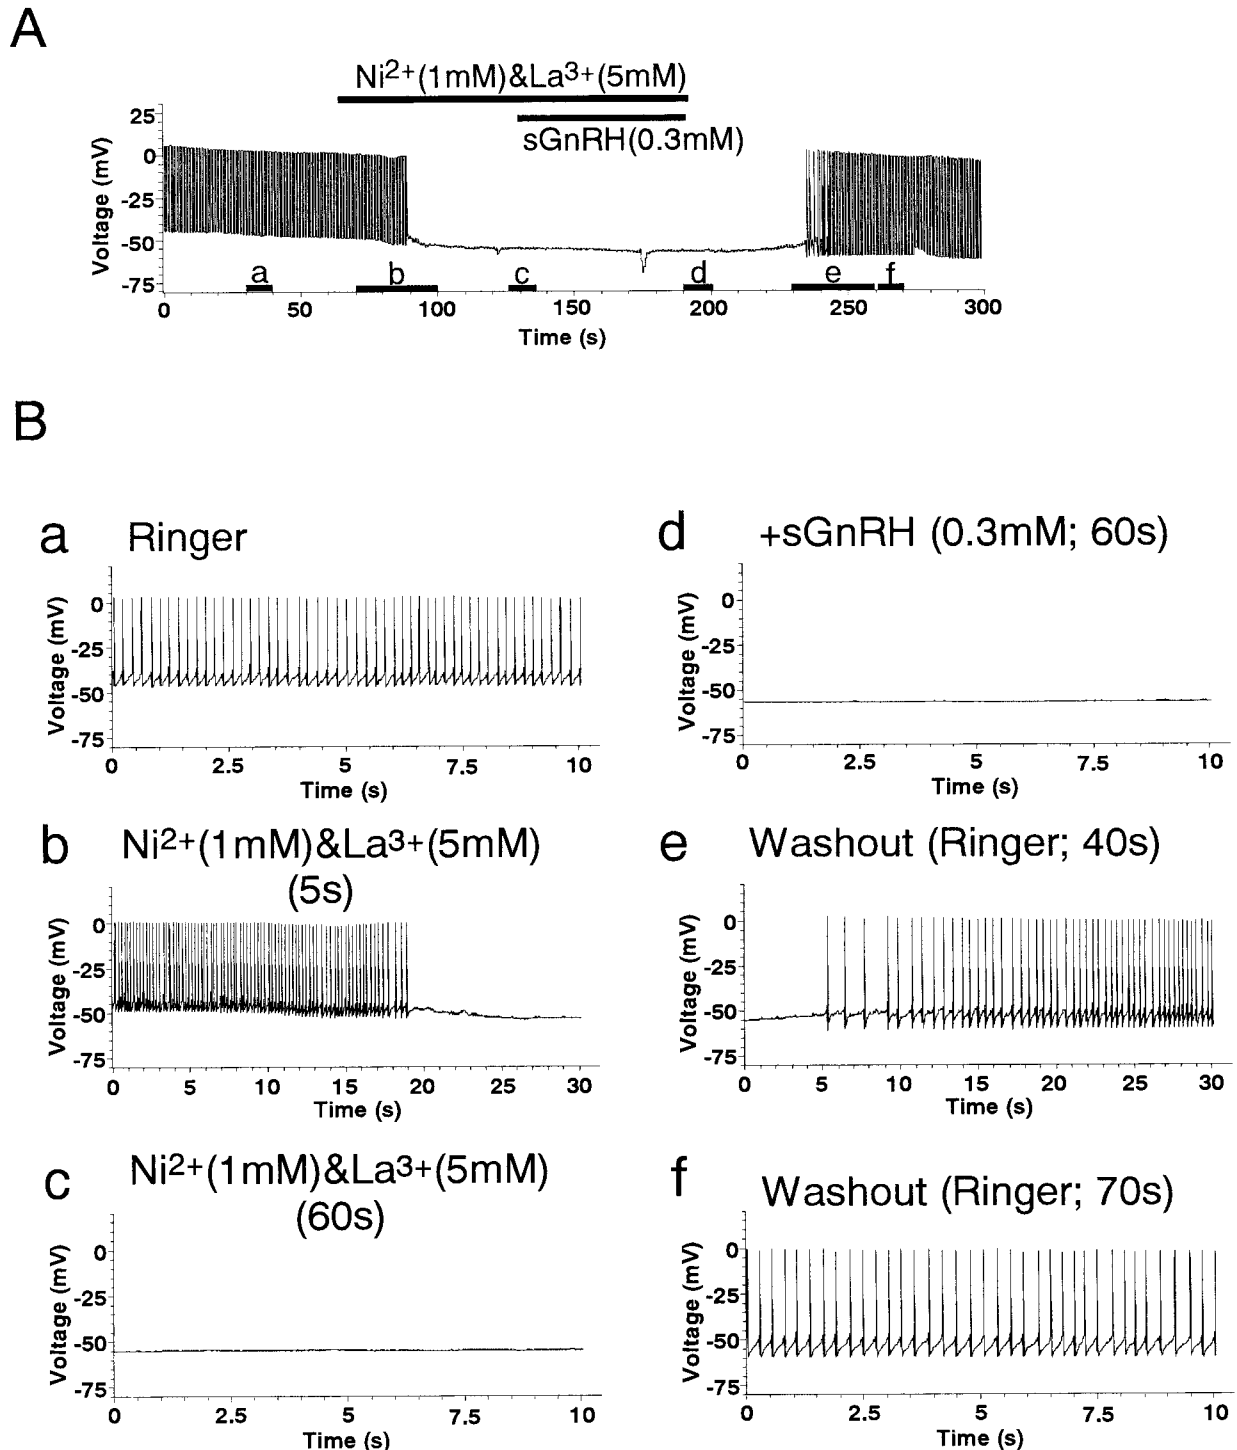 A
Ni²⁺(1mM)&La³⁺(5mM)
sGnRH(0.3mM)
25
0
-25
-50
-75
Voltage (mV)
a
b
c
d
e
f
0
50
100
150
200
250
300
Time (s)
B
a Ringer
0
-25
-50
-75
Voltage (mV)
0
2.5
5
7.5
10
Time (s)
b Ni²⁺(1mM)&La³⁺(5mM)
(5s)
0
-25
-50
-75
Voltage (mV)
0
5
10
15
20
25
30
Time (s)
c Ni²⁺(1mM)&La³⁺(5mM)
(60s)
0
-25
-50
-75
Voltage (mV)
0
2.5
5
7.5
10
Time (s)
d +sGnRH (0.3mM; 60s)
0
-25
-50
-75
Voltage (mV)
0
2.5
5
7.5
10
Time (s)
e Washout (Ringer; 40s)
0
-25
-50
-75
Voltage (mV)
0
5
10
15
20
25
30
Time (s)
f Washout (Ringer; 70s)
0
-25
-50
-75
Voltage (mV)
0
2.5
5
7.5
10
Time (s)